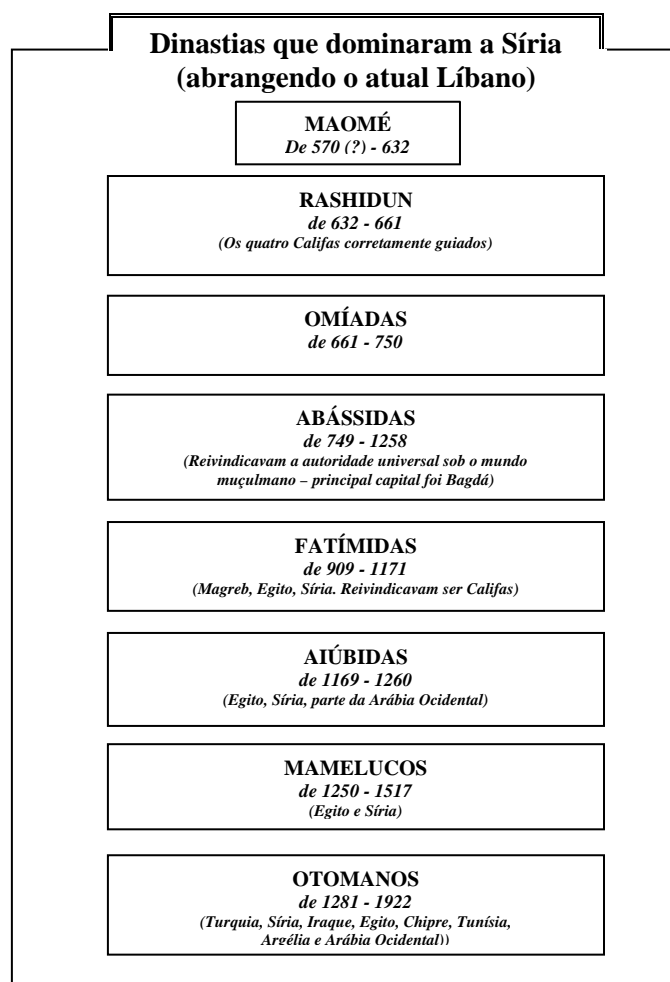 Dinastias que dominaram a Síria
(abrangendo o atual Líbano)
MAOMÉ
De 570 (?) - 632
RASHIDUN
de 632 - 661
(Os quatro Califas corretamente guiados)
OMÍADAS
de 661 - 750
ABÁSSIDAS
de 749 - 1258
(Reivindicavam a autoridade universal sob o mundo
muçulmano – principal capital foi Bagdá)
FATÍMIDAS
de 909 - 1171
(Magreb, Egito, Síria. Reivindicavam ser Califas)
AIÚBIDAS
de 1169 - 1260
(Egito, Síria, parte da Arábia Ocidental)
MAMELUCOS
de 1250 - 1517
(Egito e Síria)
OTOMANOS
de 1281 - 1922
(Turquia, Síria, Iraque, Egito, Chipre, Tunísia,
Argélia e Arábia Ocidental))